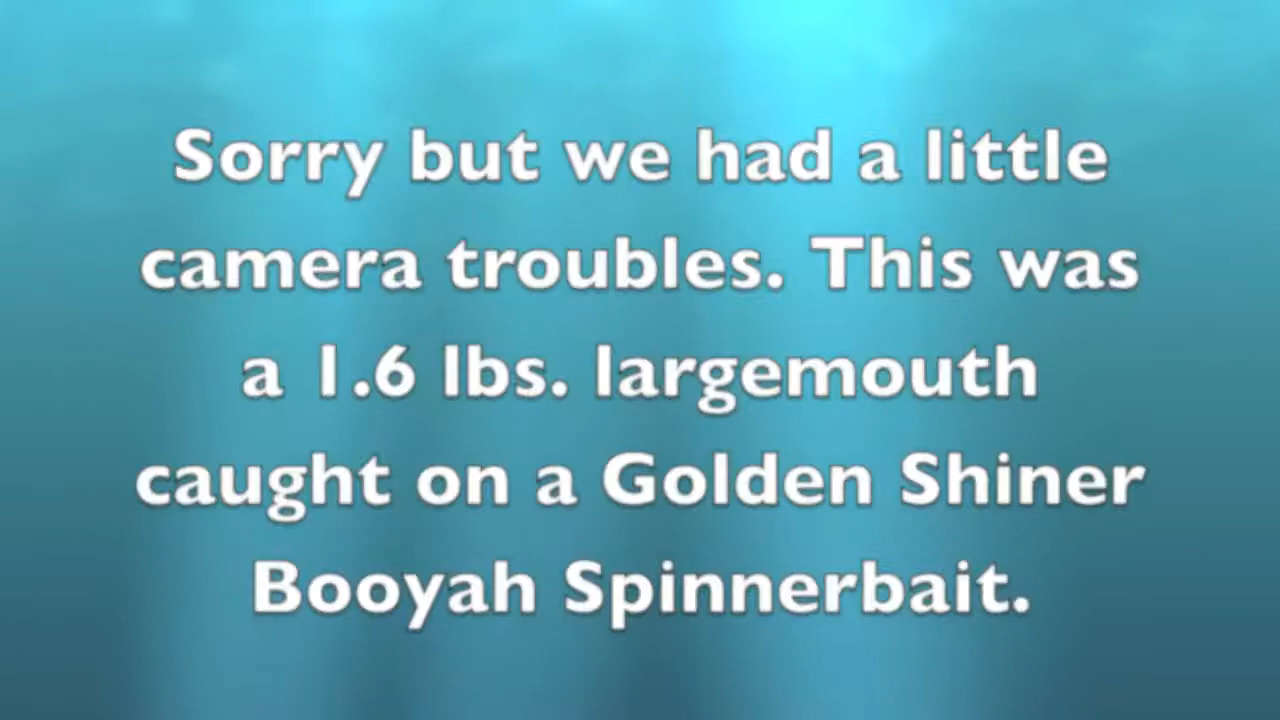 Sorry but we had a little
camera troubles. This was
a 1.6 lbs. largemouth
caught on a Golden Shiner
Booyah Spinnerbait.